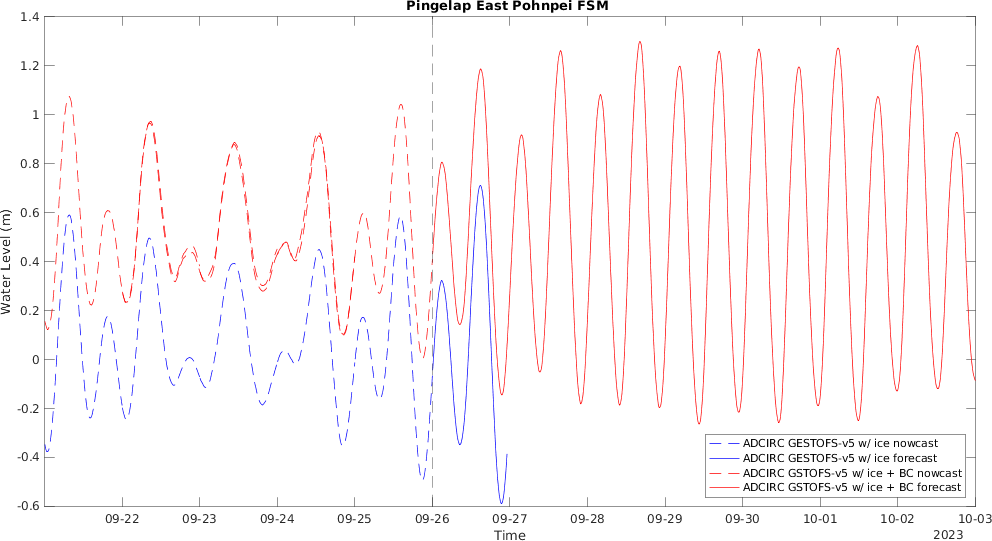 Pingelap East Pohnpei FSM
1.4
1.2
1
0.8
0.6
0.4
0.2
0
-0.2
-0.4
-0.6
Water Level (m)
ADCIRC GESTOFS-v5 w/ ice nowcast
ADCIRC GESTOFS-v5 w/ ice forecast
ADCIRC GSTOFS-v5 w/ ice + BC nowcast
ADCIRC GSTOFS-v5 w/ ice + BC forecast
09-22 09-23 09-24 09-25 09-26 09-27 09-28 09-29 09-30 10-01 10-02 10-03
Time
2023